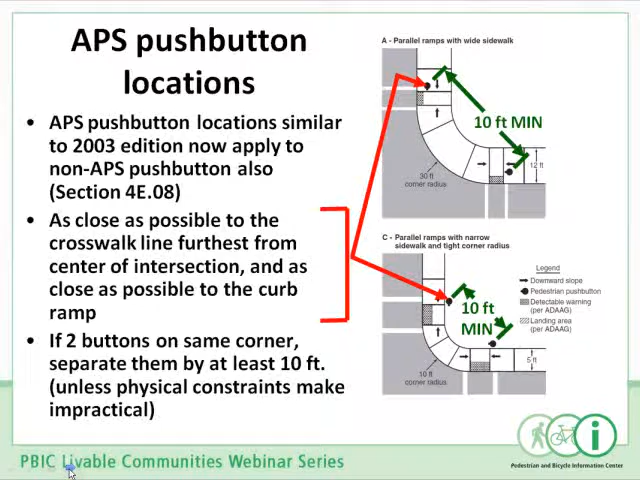 APS pushbutton
locations
• APS pushbutton locations similar
to 2003 edition now apply to
non-APS pushbutton also
(Section 4E.08)
• As close as possible to the
crosswalk line furthest from
center of intersection, and as
close as possible to the curb
ramp
• If 2 buttons on same corner,
separate them by at least 10 ft.
(unless physical constraints make
impractical)
A - Parallel ramps with wide sidewalk
10 ft MIN
12 ft
30 ft
corner radius
C - Parallel ramps with narrow
sidewalk and tight corner radius
10 ft
MIN
5 ft
10 ft
corner radius
Legend
Downward slope
Pedestrian pushbutton
Detectable warning
(per ADAAG)
Landing area
(per ADAAG)
i
Pedestrian and Bicycle Information Center
PBIC Livable Communities Webinar Series